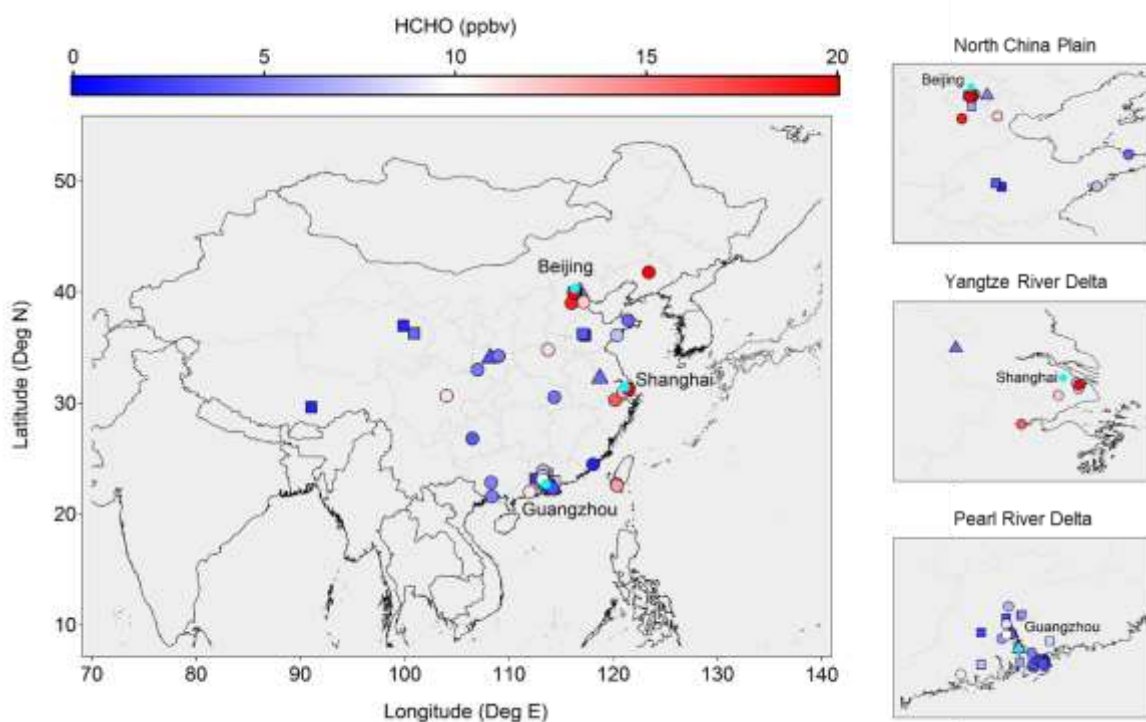 HCHO (ppbv)
0 5 10 15 20
50
40
30
20
10
Latitude (Deg N)
Beijing
Shanghai
Guangzhou
70 80 90 100 110 120 130 140
Longitude (Deg E)
North China Plain
Beijing
Yangtze River Delta
Shanghai
Pearl River Delta
Guangzhou